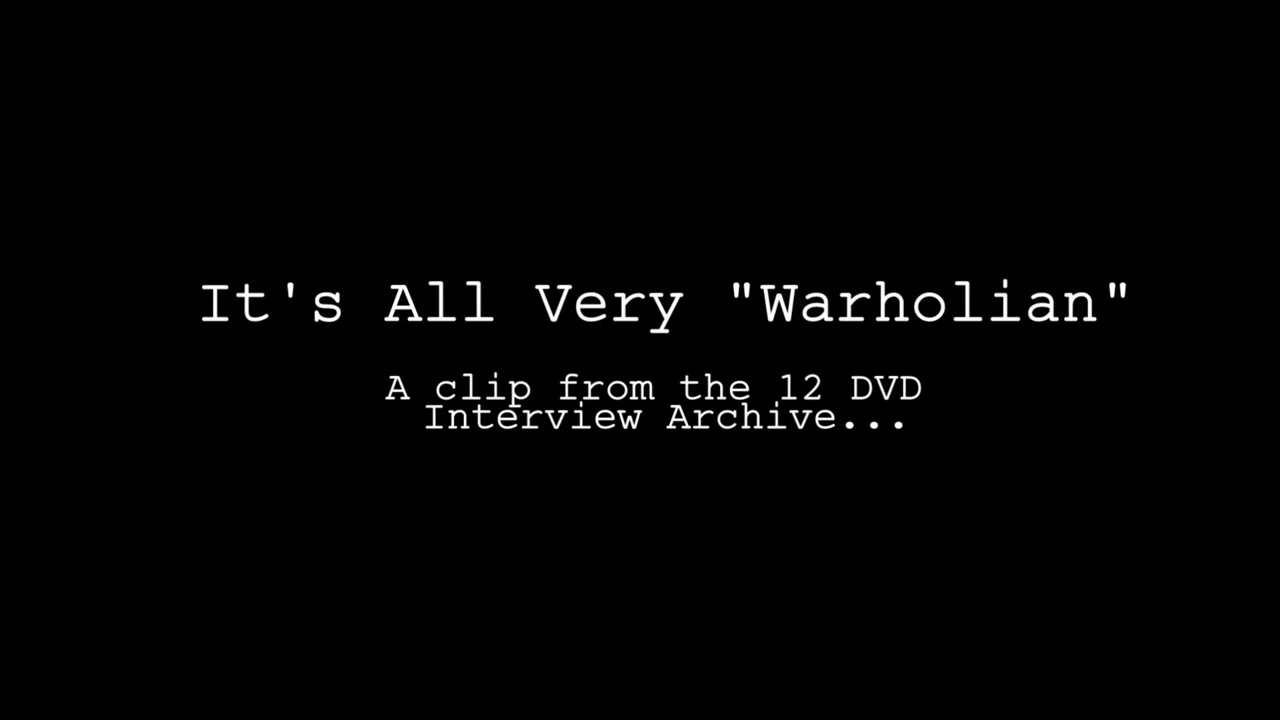 It's All Very "Warholian"
A clip from the 12 DVD
Interview Archive...